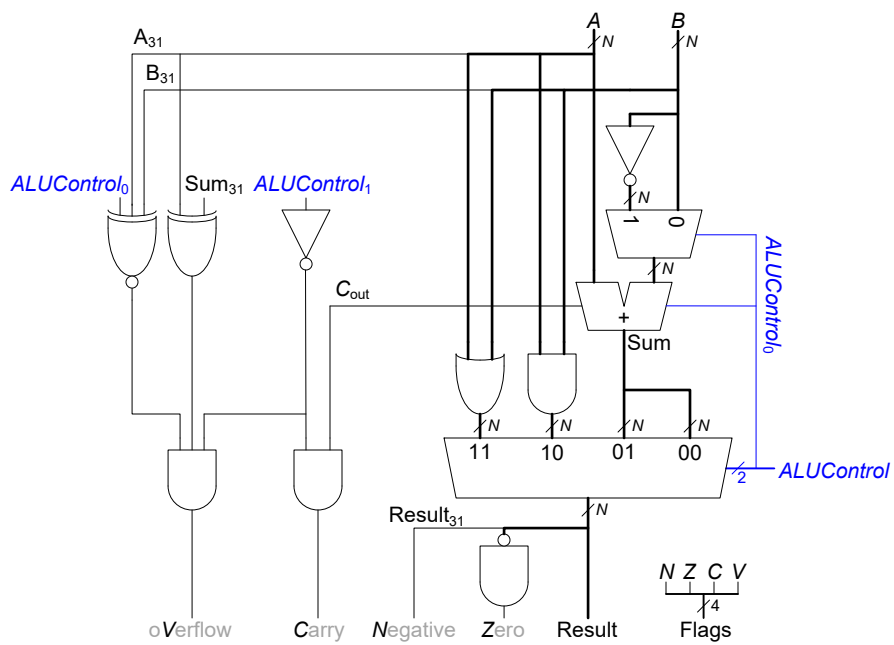 A B
N N
A31
B31
ALUControl0 Sum31 ALUControl1
N
1 0
N
ALUControl0
Cout
+
Sum
N N N N
11 10 01 00
2
ALUControl
N
Result31
N Z C V
4
oVerflow Carry Negative Zero Result Flags